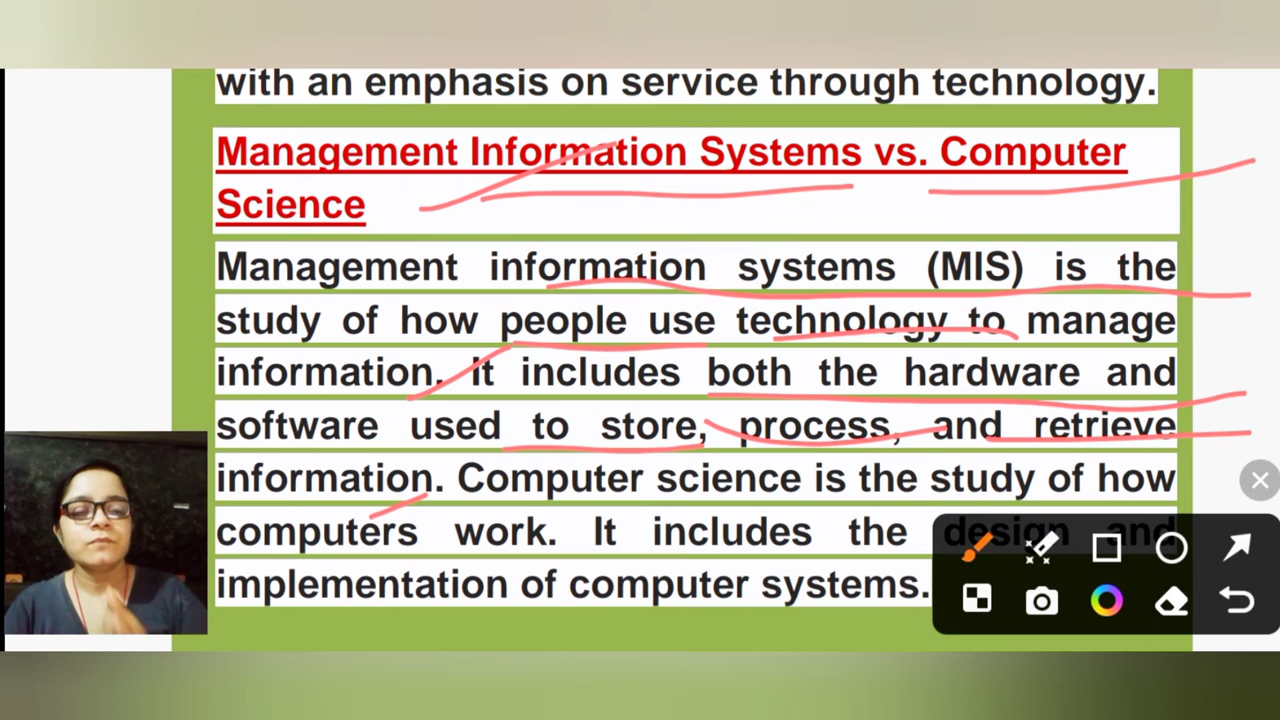 with an emphasis on service through technology.
Management Information Systems vs. Computer
Science
Management information systems (MIS) is the
study of how people use technology to manage
information. It includes both the hardware and
software used to store, process, and retrieve
information. Computer science is the study of how
computers work. It includes the design and
implementation of computer systems.